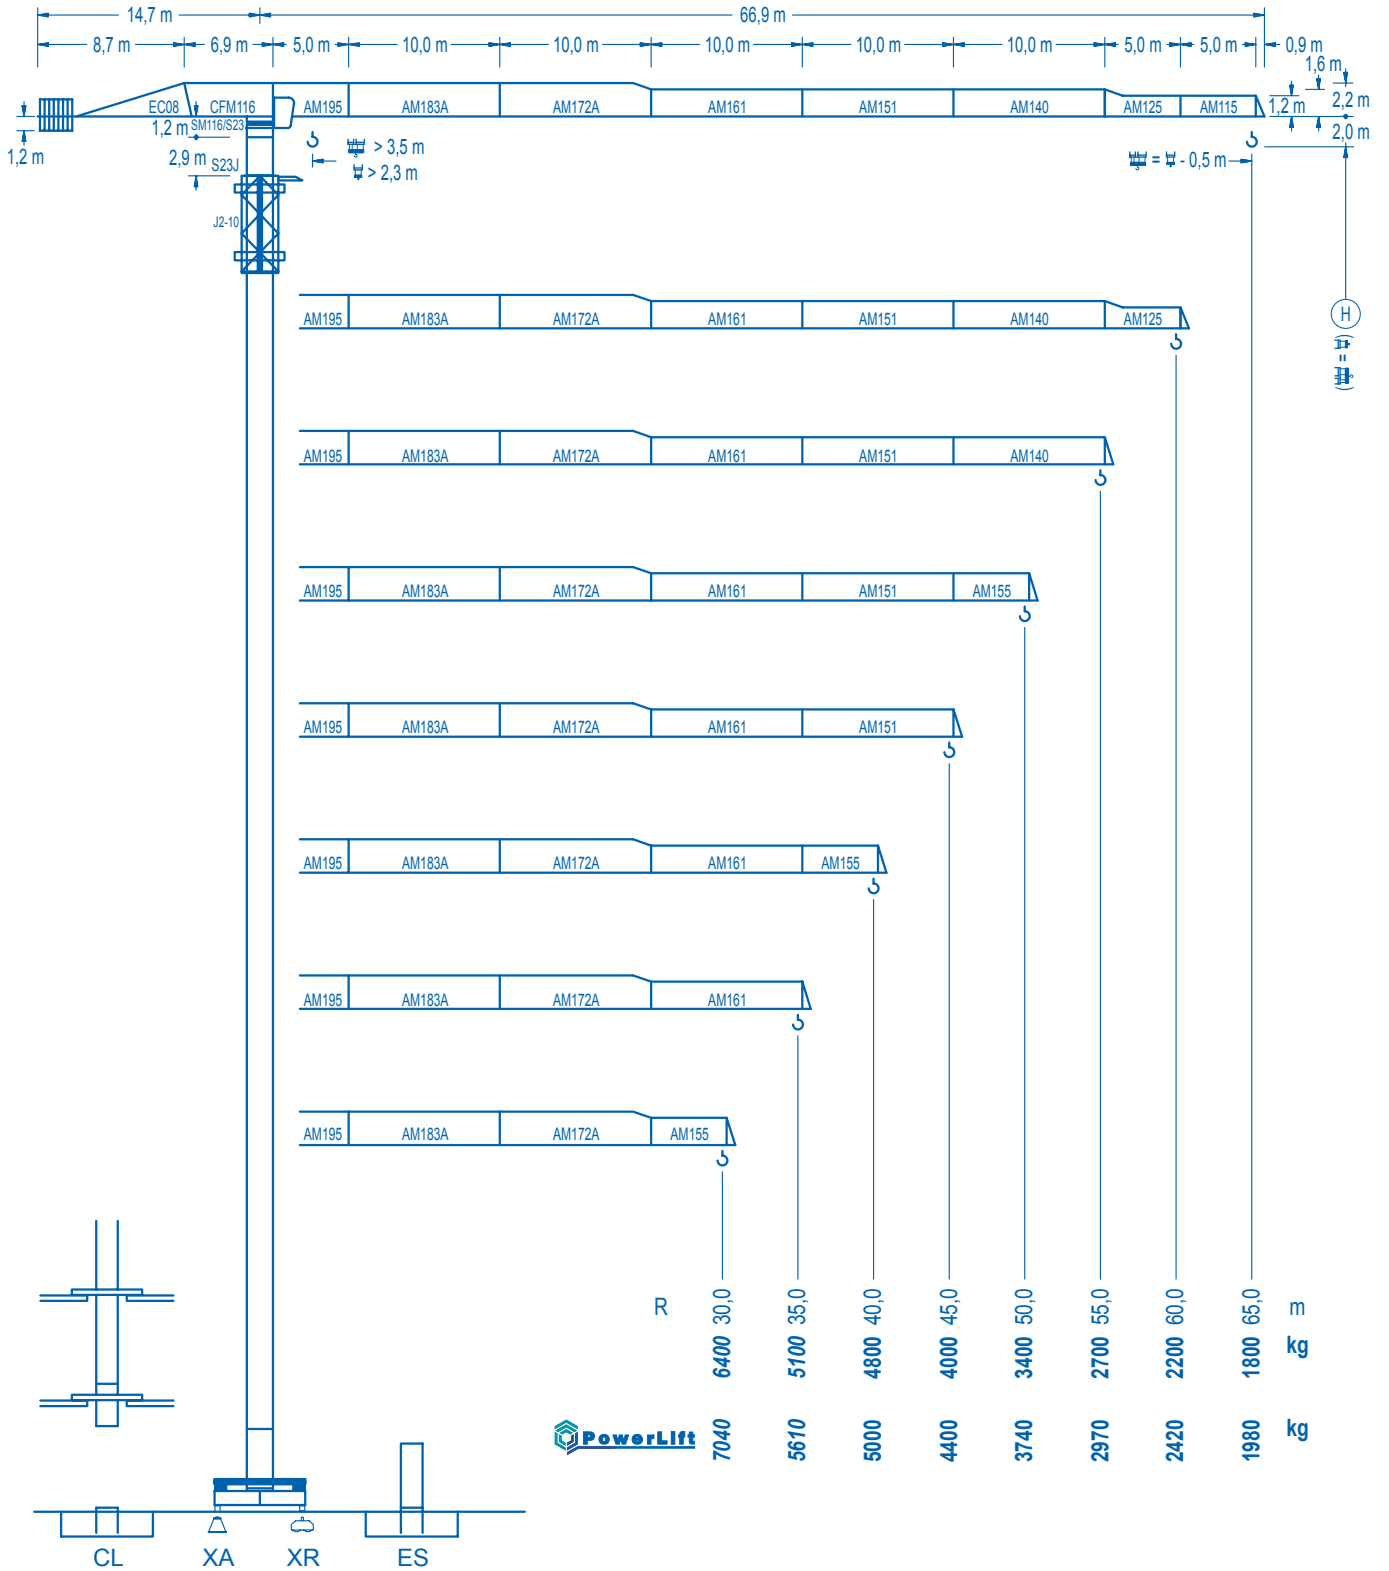 14,7 m 66,9 m
8,7 m 6,9 m 5,0 m 10,0 m 10,0 m 10,0 m 10,0 m 10,0 m 5,0 m 5,0 m 0,9 m
1,6 m
EC08 CFM116 AM195 AM183A AM172A AM161 AM151 AM140 AM125 AM115 1,2 m 2,2 m
1,2 m SM116/S23 2,0 m
1,2 m 2,9 m S23J > 3,5 m = - 0,5 m
> 2,3 m
J2-10
H
( = )
AM195 AM183A AM172A AM161 AM151 AM140 AM125
AM195 AM183A AM172A AM161 AM151 AM140
AM195 AM183A AM172A AM161 AM151 AM155
AM195 AM183A AM172A AM161 AM151
AM195 AM183A AM172A AM161 AM155
AM195 AM183A AM172A AM161
AM195 AM183A AM172A AM155
R 30,0 35,0 40,0 45,0 50,0 55,0 60,0 65,0 m
6400 5100 4800 4000 3400 2700 2200 1800 kg
PowerLift 7040 5610 5000 4400 3740 2970 2420 1980 kg
CL XA XR ES